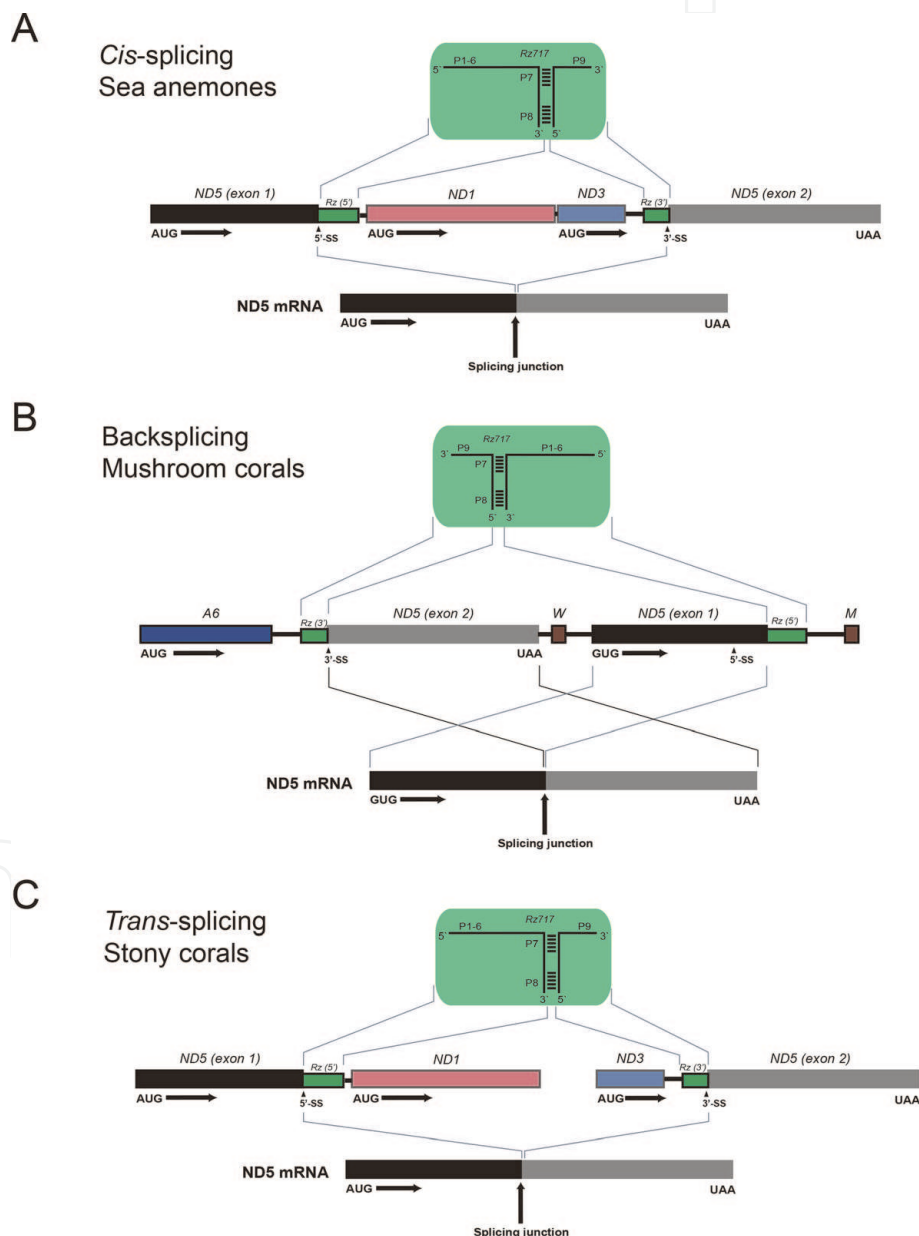 A
Cis-splicing
Sea anemones
Rz717
5` P1-6 P9 3`
P7
P8
3` 5`
ND5 (exon 1) Rz (5') ND1 ND3 Rz (3') ND5 (exon 2)
AUG 5'-SS AUG AUG 3'-SS UAA
ND5 mRNA
AUG UAA
Splicing junction
B
Backsplicing
Mushroom corals
Rz717
3` P9 P1-6 5`
P7
P8
5` 3`
A6 Rz (3') ND5 (exon 2) W ND5 (exon 1) Rz (5') M
AUG 3'-SS UAA GUG 5'-SS
ND5 mRNA
GUG UAA
Splicing junction
C
Trans-splicing
Stony corals
Rz717
5` P1-6 P9 3`
P7
P8
3` 5`
ND5 (exon 1) Rz (5') ND1 ND3 Rz (3') ND5 (exon 2)
AUG 5'-SS AUG AUG 3'-SS UAA
ND5 mRNA
AUG UAA
Splicing junction